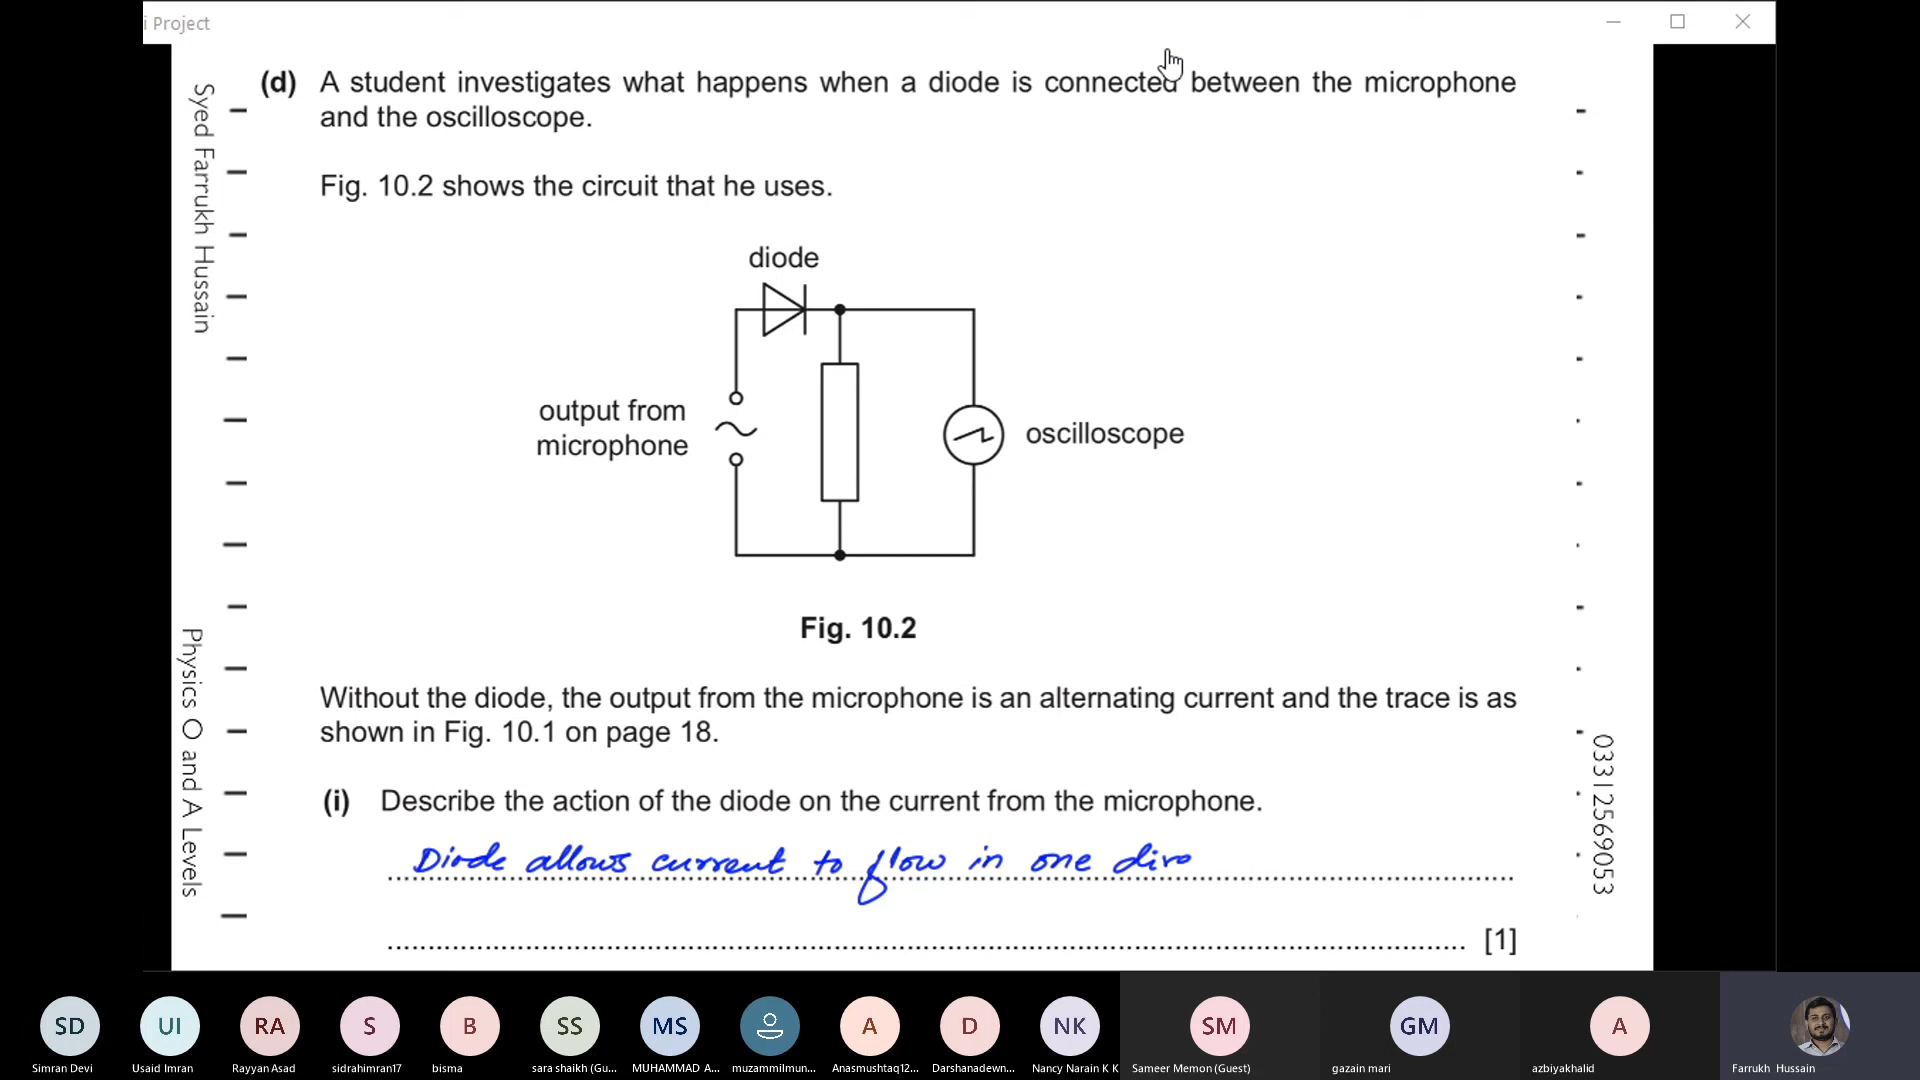 i Project
(d) A student investigates what happens when a diode is connected between the microphone
and the oscilloscope.
Fig. 10.2 shows the circuit that he uses.
diode
output from
microphone
oscilloscope
Fig. 10.2
Without the diode, the output from the microphone is an alternating current and the trace is as
shown in Fig. 10.1 on page 18.
(i) Describe the action of the diode on the current from the microphone.
Diode allows current to flow in one dire
[1]
Syed Farrukh Hussain
Physics O and A Levels
03312569053
SD
UI
RA
S
B
SS
MS
A
D
NK
SM
GM
A
Simran Devi
Usaid Imran
Rayyan Asad
sidrahimran17
bisma
sara shaikh (Gu...
MUHAMMAD A...
muzammilmun...
Anasmushtaq12...
Darshanadewn...
Nancy Narain K K
Sameer Memon (Guest)
gazain mari
azbiyakhalid
Farrukh Hussain